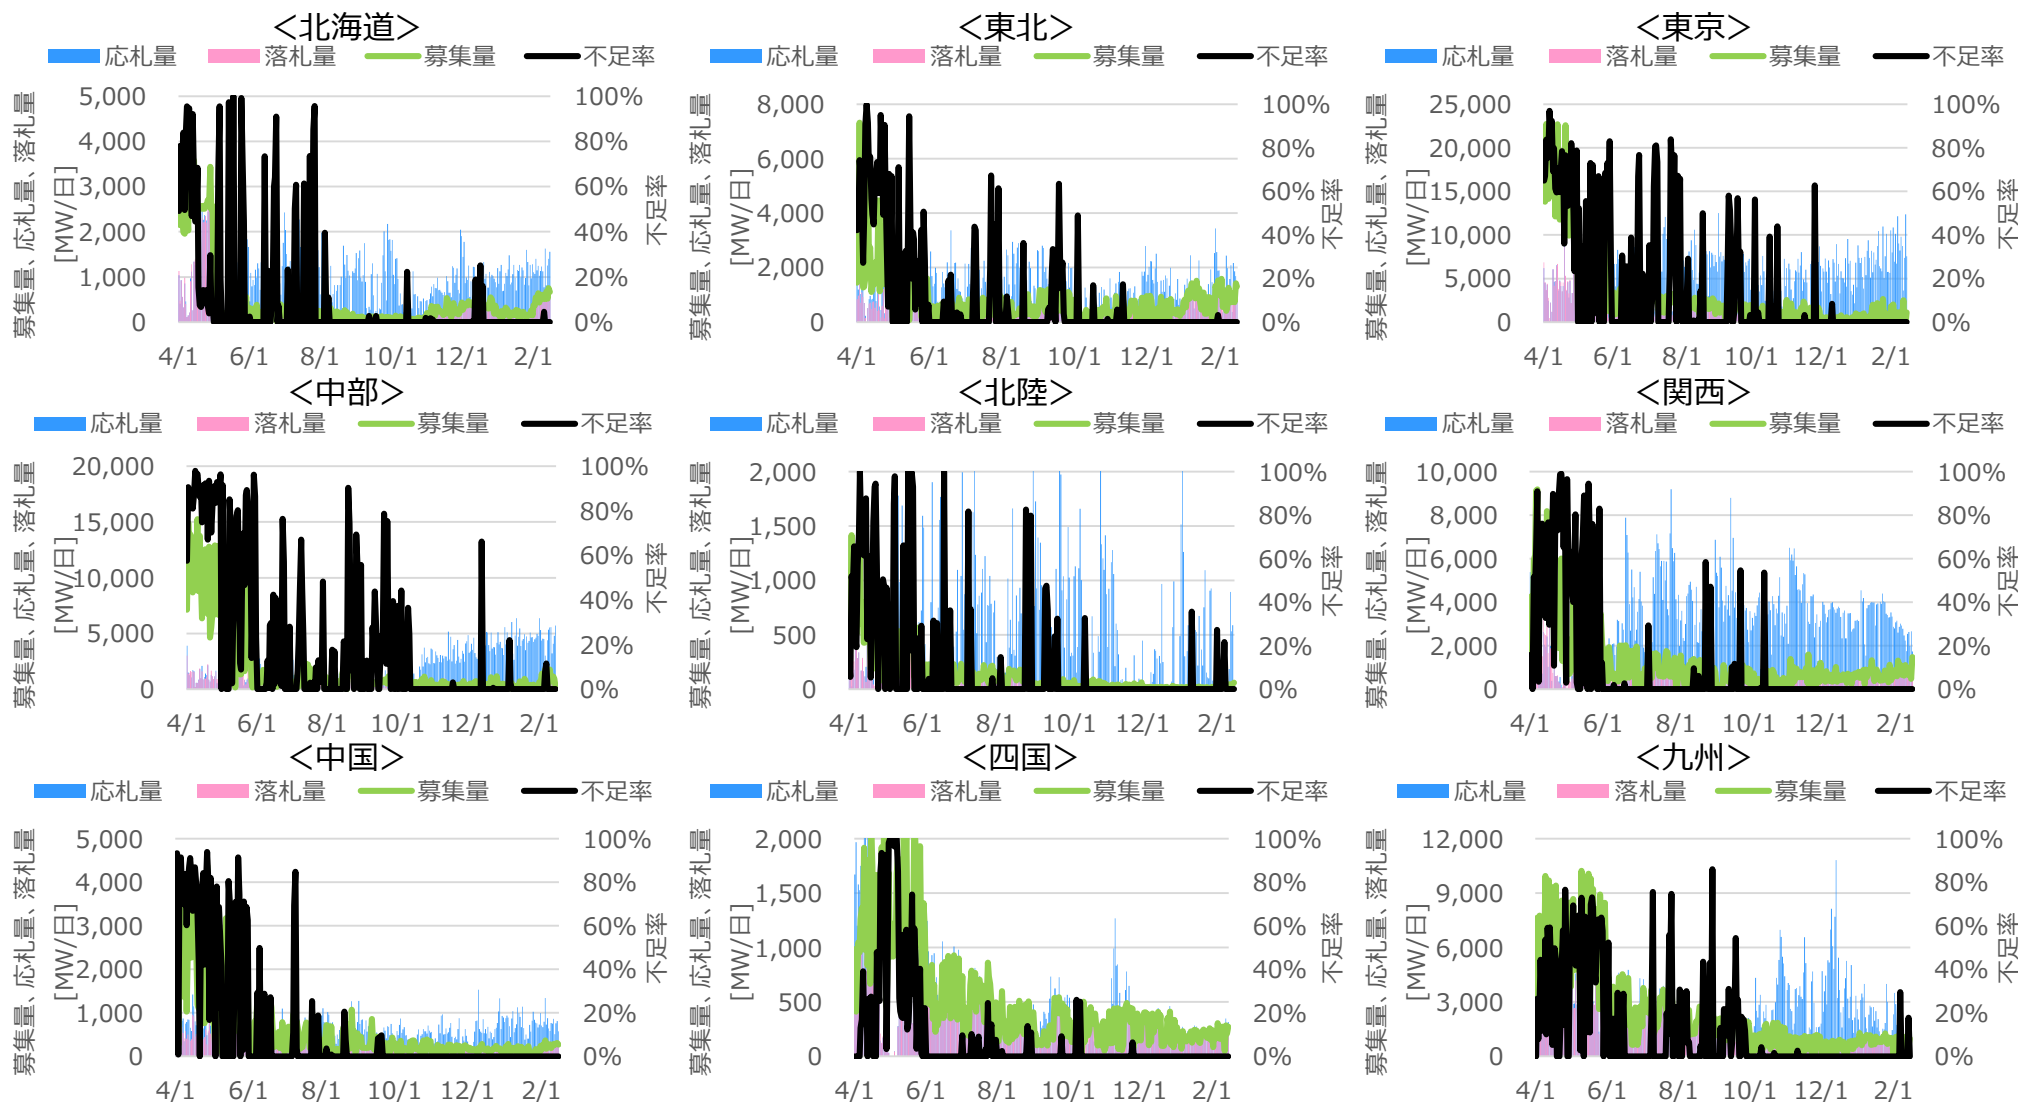 ＜北海道＞
応札量 落札量 募集量 不足率
募集量、応札量、落札量
[MW/日]
5,000
4,000
3,000
2,000
1,000
0
100%
80%
60%
40%
20%
0%
不足率
4/1 6/1 8/1 10/1 12/1 2/1
＜東北＞
応札量 落札量 募集量 不足率
募集量、応札量、落札量
[MW/日]
8,000
6,000
4,000
2,000
0
100%
80%
60%
40%
20%
0%
不足率
4/1 6/1 8/1 10/1 12/1 2/1
＜東京＞
応札量 落札量 募集量 不足率
募集量、応札量、落札量
[MW/日]
25,000
20,000
15,000
10,000
5,000
0
100%
80%
60%
40%
20%
0%
不足率
4/1 6/1 8/1 10/1 12/1 2/1
＜中部＞
応札量 落札量 募集量 不足率
募集量、応札量、落札量
[MW/日]
20,000
15,000
10,000
5,000
0
100%
80%
60%
40%
20%
0%
不足率
4/1 6/1 8/1 10/1 12/1 2/1
＜北陸＞
応札量 落札量 募集量 不足率
募集量、応札量、落札量
[MW/日]
2,000
1,500
1,000
500
0
100%
80%
60%
40%
20%
0%
不足率
4/1 6/1 8/1 10/1 12/1 2/1
＜関西＞
応札量 落札量 募集量 不足率
募集量、応札量、落札量
[MW/日]
10,000
8,000
6,000
4,000
2,000
0
100%
80%
60%
40%
20%
0%
不足率
4/1 6/1 8/1 10/1 12/1 2/1
＜中国＞
応札量 落札量 募集量 不足率
募集量、応札量、落札量
[MW/日]
5,000
4,000
3,000
2,000
1,000
0
100%
80%
60%
40%
20%
0%
不足率
4/1 6/1 8/1 10/1 12/1 2/1
＜四国＞
応札量 落札量 募集量 不足率
募集量、応札量、落札量
[MW/日]
2,000
1,500
1,000
500
0
100%
80%
60%
40%
20%
0%
不足率
4/1 6/1 8/1 10/1 12/1 2/1
＜九州＞
応札量 落札量 募集量 不足率
募集量、応札量、落札量
[MW/日]
12,000
9,000
6,000
3,000
0
100%
80%
60%
40%
20%
0%
不足率
4/1 6/1 8/1 10/1 12/1 2/1